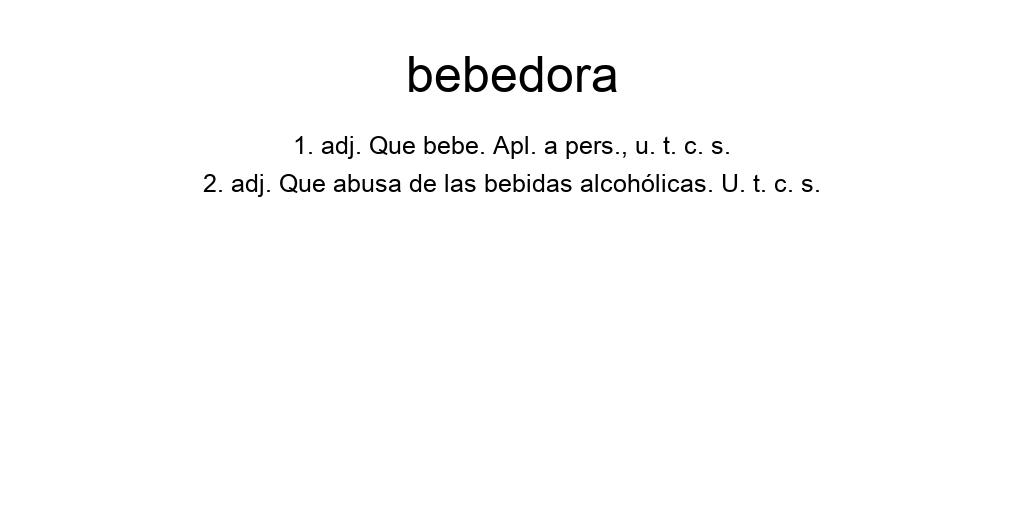 bebedora
1. adj. Que bebe. Apl. a pers., u. t. c. s.
2. adj. Que abusa de las bebidas alcohólicas. U. t. c. s.